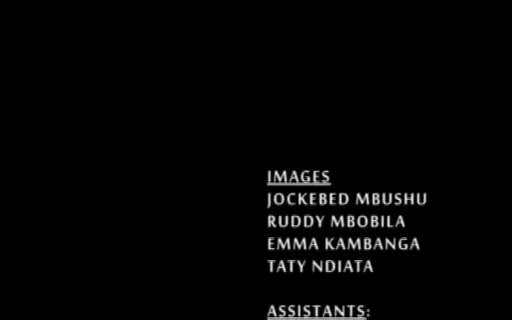 IMAGES
JOCKEBED MBUSHU
RUDDY MBOBILA
EMMA KAMBANGA
TATY NDIATA
ASSISTANTS: